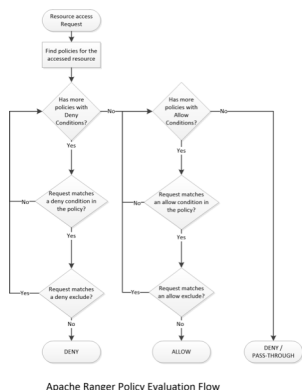 Resource access
Request
Find policies for the
accessed resource
Has more
policies with
Deny
Conditions?
No
Has more
policies with
Allow
Conditions?
No
Yes
Yes
Request matches
a deny condition in
the policy?
No
Request matches
an allow condition in
the policy?
No
Yes
Yes
Request matches
a deny exclude?
Yes
Request matches
an allow exclude?
Yes
No
No
DENY
ALLOW
DENY /
PASS-THROUGH
Apache Ranger Policy Evaluation Flow